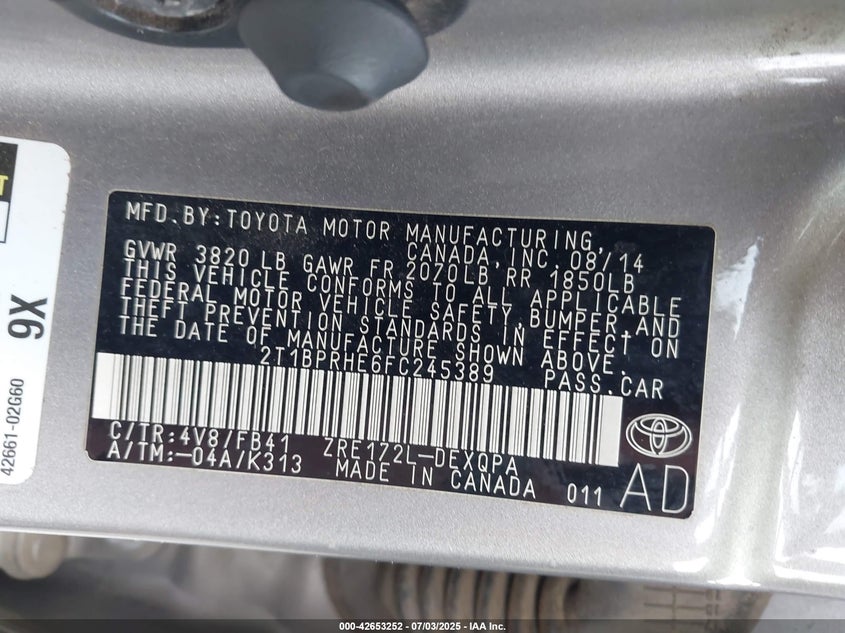 MFD.BY:TOYOTA MOTOR MANUFACTURING,
CANADA, INC. 08/14
GVWR 3820 LB GAWR FR 2070LB RR 1850LB
THIS VEHICLE CONFORMS TO ALL APPLICABLE
FEDERAL MOTOR VEHICLE SAFETY, BUMPER, AND
THEFT PREVENTION STANDARDS IN EFFECT ON
THE DATE OF MANUFACTURE SHOWN ABOVE.
2T1BPRHE6FC245389 PASS.CAR
C/TR:4V8/FB41 ZRE172L-DEXQPA
A/TM:-04A/K313 MADE IN CANADA 011 AD
9X
42661-02G60
000-42653252 | 07/03/2025 | IAA Inc.